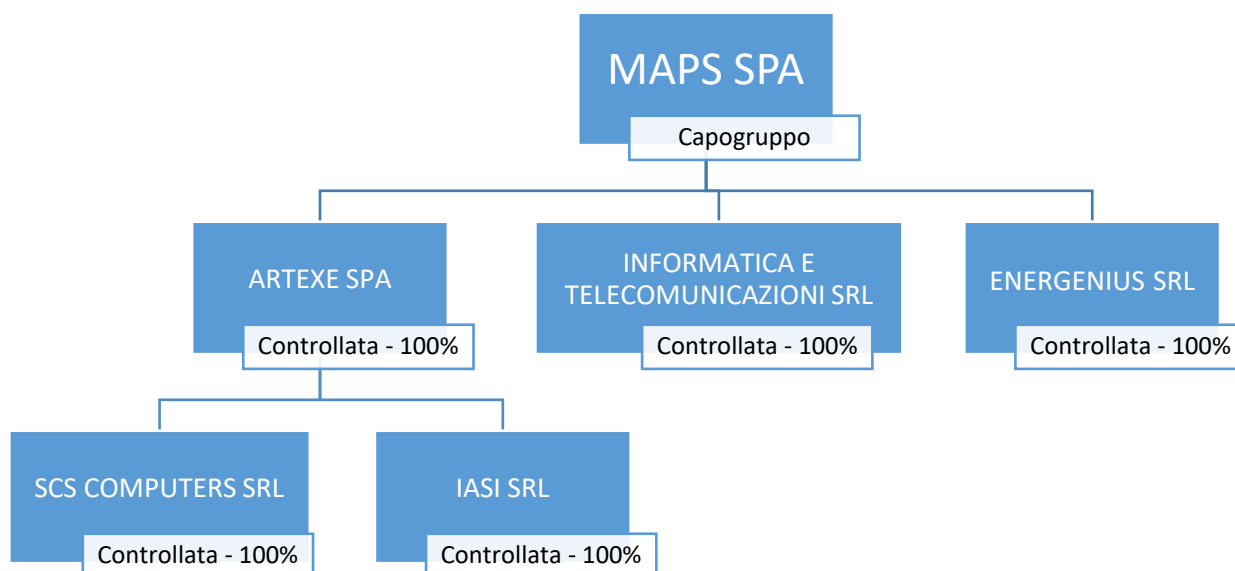 MAPS SPA
Capogruppo
ARTEXE SPA
Controllata - 100%
INFORMATICA E
TELECOMUNICAZIONI SRL
Controllata - 100%
ENERGENIUS SRL
Controllata - 100%
SCS COMPUTERS SRL
Controllata - 100%
IASI SRL
Controllata - 100%